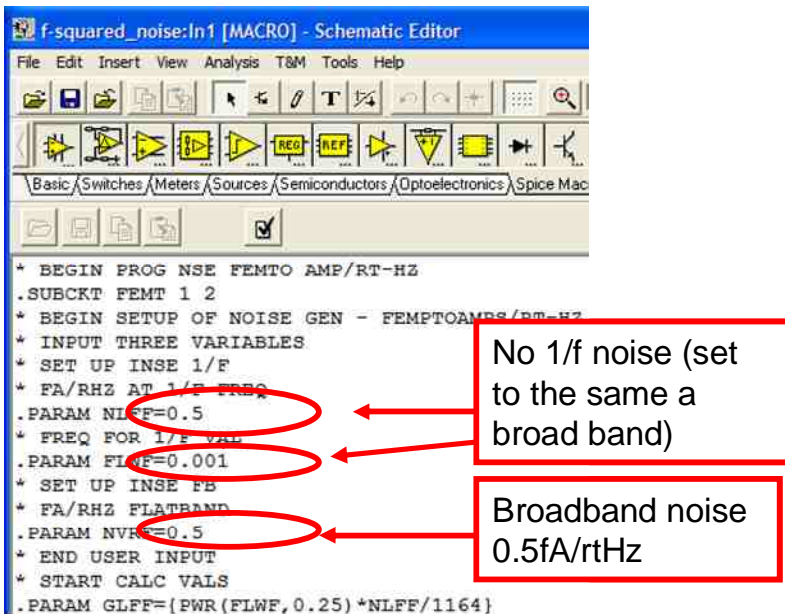 f-squared_noise:In1 [MACRO] - Schematic Editor
File Edit Insert View Analysis T&M Tools Help
T
REG REF
Basic Switches Meters Sources Semiconductors Optoelectronics Spice Mac
* BEGIN PROG NSE FEMTO AMP/RT-HZ
.SUBCKT FEMT 1 2
* BEGIN SETUP OF NOISE GEN - FEMPTOAMPS/RT-HZ
* INPUT THREE VARIABLES
* SET UP INSE 1/F
* FA/RHZ AT 1/F FREQ
.PARAM NLFF=0.5
* FREQ FOR 1/F VAL
.PARAM FLWF=0.001
* SET UP INSE FB
* FA/RHZ FLATBAND
.PARAM NVRF=0.5
* END USER INPUT
* START CALC VALS
.PARAM GLFF={PWR(FLWF,0.25)*NLFF/1164}
No 1/f noise (set
to the same a
broad band)
Broadband noise
0.5fA/rtHz